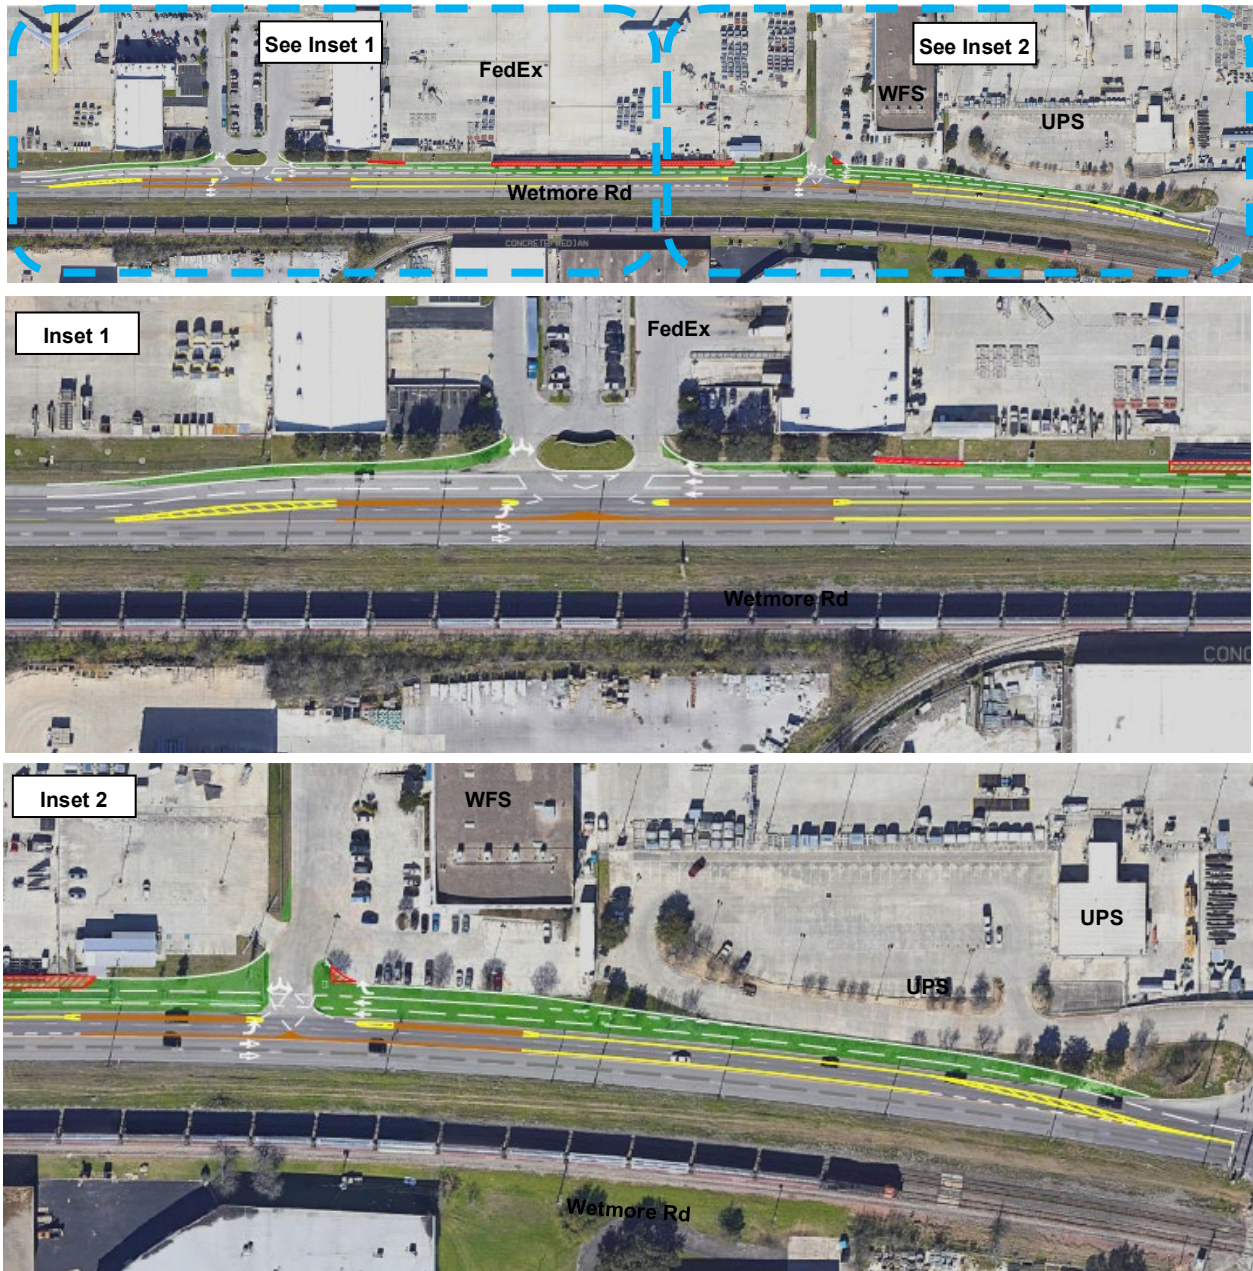 See Inset 1
See Inset 2
FedEx
WFS
UPS
Wetmore Rd
CONCRETE MEDIAN
Inset 1
FedEx
Wetmore Rd
CONC
Inset 2
WFS
UPS
UPS
Wetmore Rd